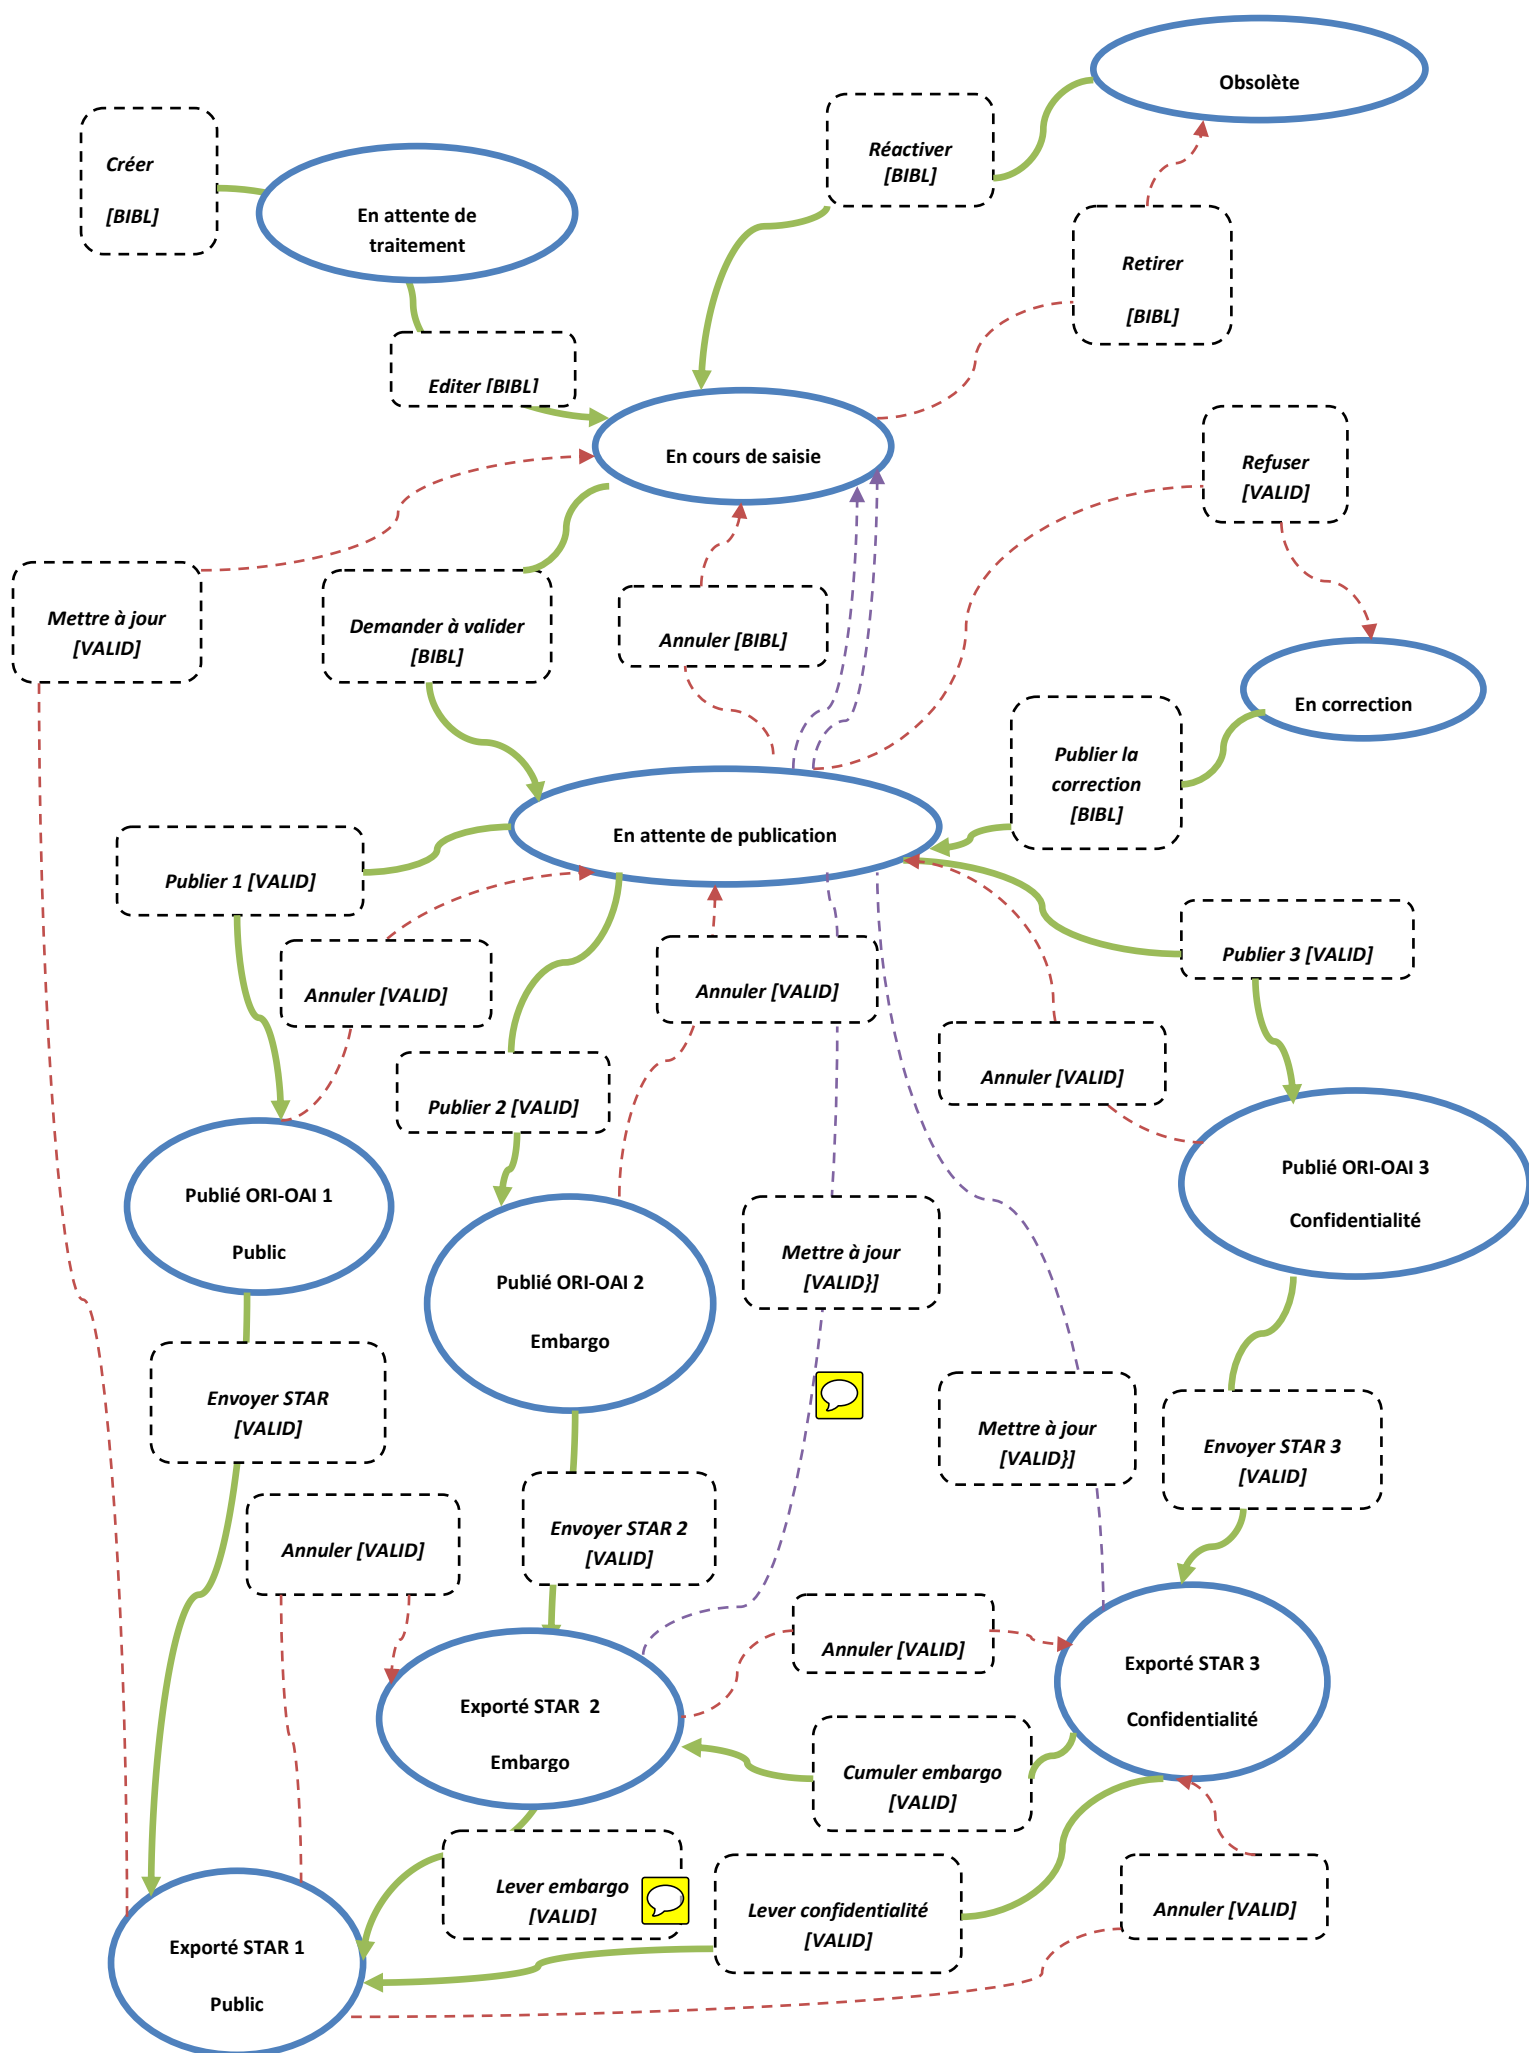 Obsolète
Créer
[BIBL]
Réactiver
[BIBL]
En attente de
traitement
Retirer
[BIBL]
Editer [BIBL]
En cours de saisie
Refuser
[VALID]
Mettre à jour
[VALID]
Demander à valider
[BIBL]
Annuler [BIBL]
En correction
Publier la
correction
[BIBL]
En attente de publication
Publier 1 [VALID]
Publier 3 [VALID]
Annuler [VALID]
Annuler [VALID]
Annuler [VALID]
Publier 2 [VALID]
Publié ORI-OAI 1
Public
Publié ORI-OAI 3
Confidentialité
Publié ORI-OAI 2
Embargo
Mettre à jour
[VALID}]
Envoyer STAR
[VALID]
Mettre à jour
[VALID}]
Envoyer STAR 3
[VALID]
Annuler [VALID]
Envoyer STAR 2
[VALID]
Annuler [VALID]
Exporté STAR 3
Confidentialité
Exporté STAR  2
Embargo
Cumuler embargo
[VALID]
Lever embargo
[VALID]
Lever confidentialité
[VALID]
Annuler [VALID]
Exporté STAR 1
Public